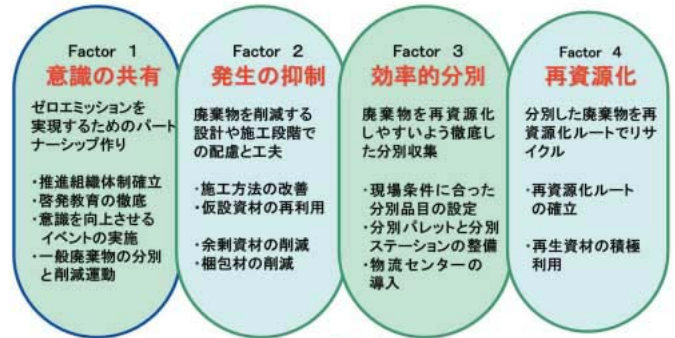 Factor 1
意識の共有
ゼロエミッションを
実現するためのパート
ナーシップ作り
・推進組織体制確立
・啓発教育の徹底
・意識を向上させる
イベントの実施
・一般廃棄物の分別
と削減運動
Factor 2
発生の抑制
廃棄物を削減する
設計や施工段階で
の配慮と工夫
・施工方法の改善
・仮設資材の再利用
・余剰資材の削減
・梱包材の削減
Factor 3
効率的分別
廃棄物を再資源化
しやすいよう徹底し
た分別収集
・現場条件に合った
分別品目の設定
・分別パレットと分別
ステーションの整備
・物流センターの
導入
Factor 4
再資源化
分別した廃棄物を再
資源化ルートでリサ
イクル
・再資源化ルート
の確立
・再生資材の積極
利用